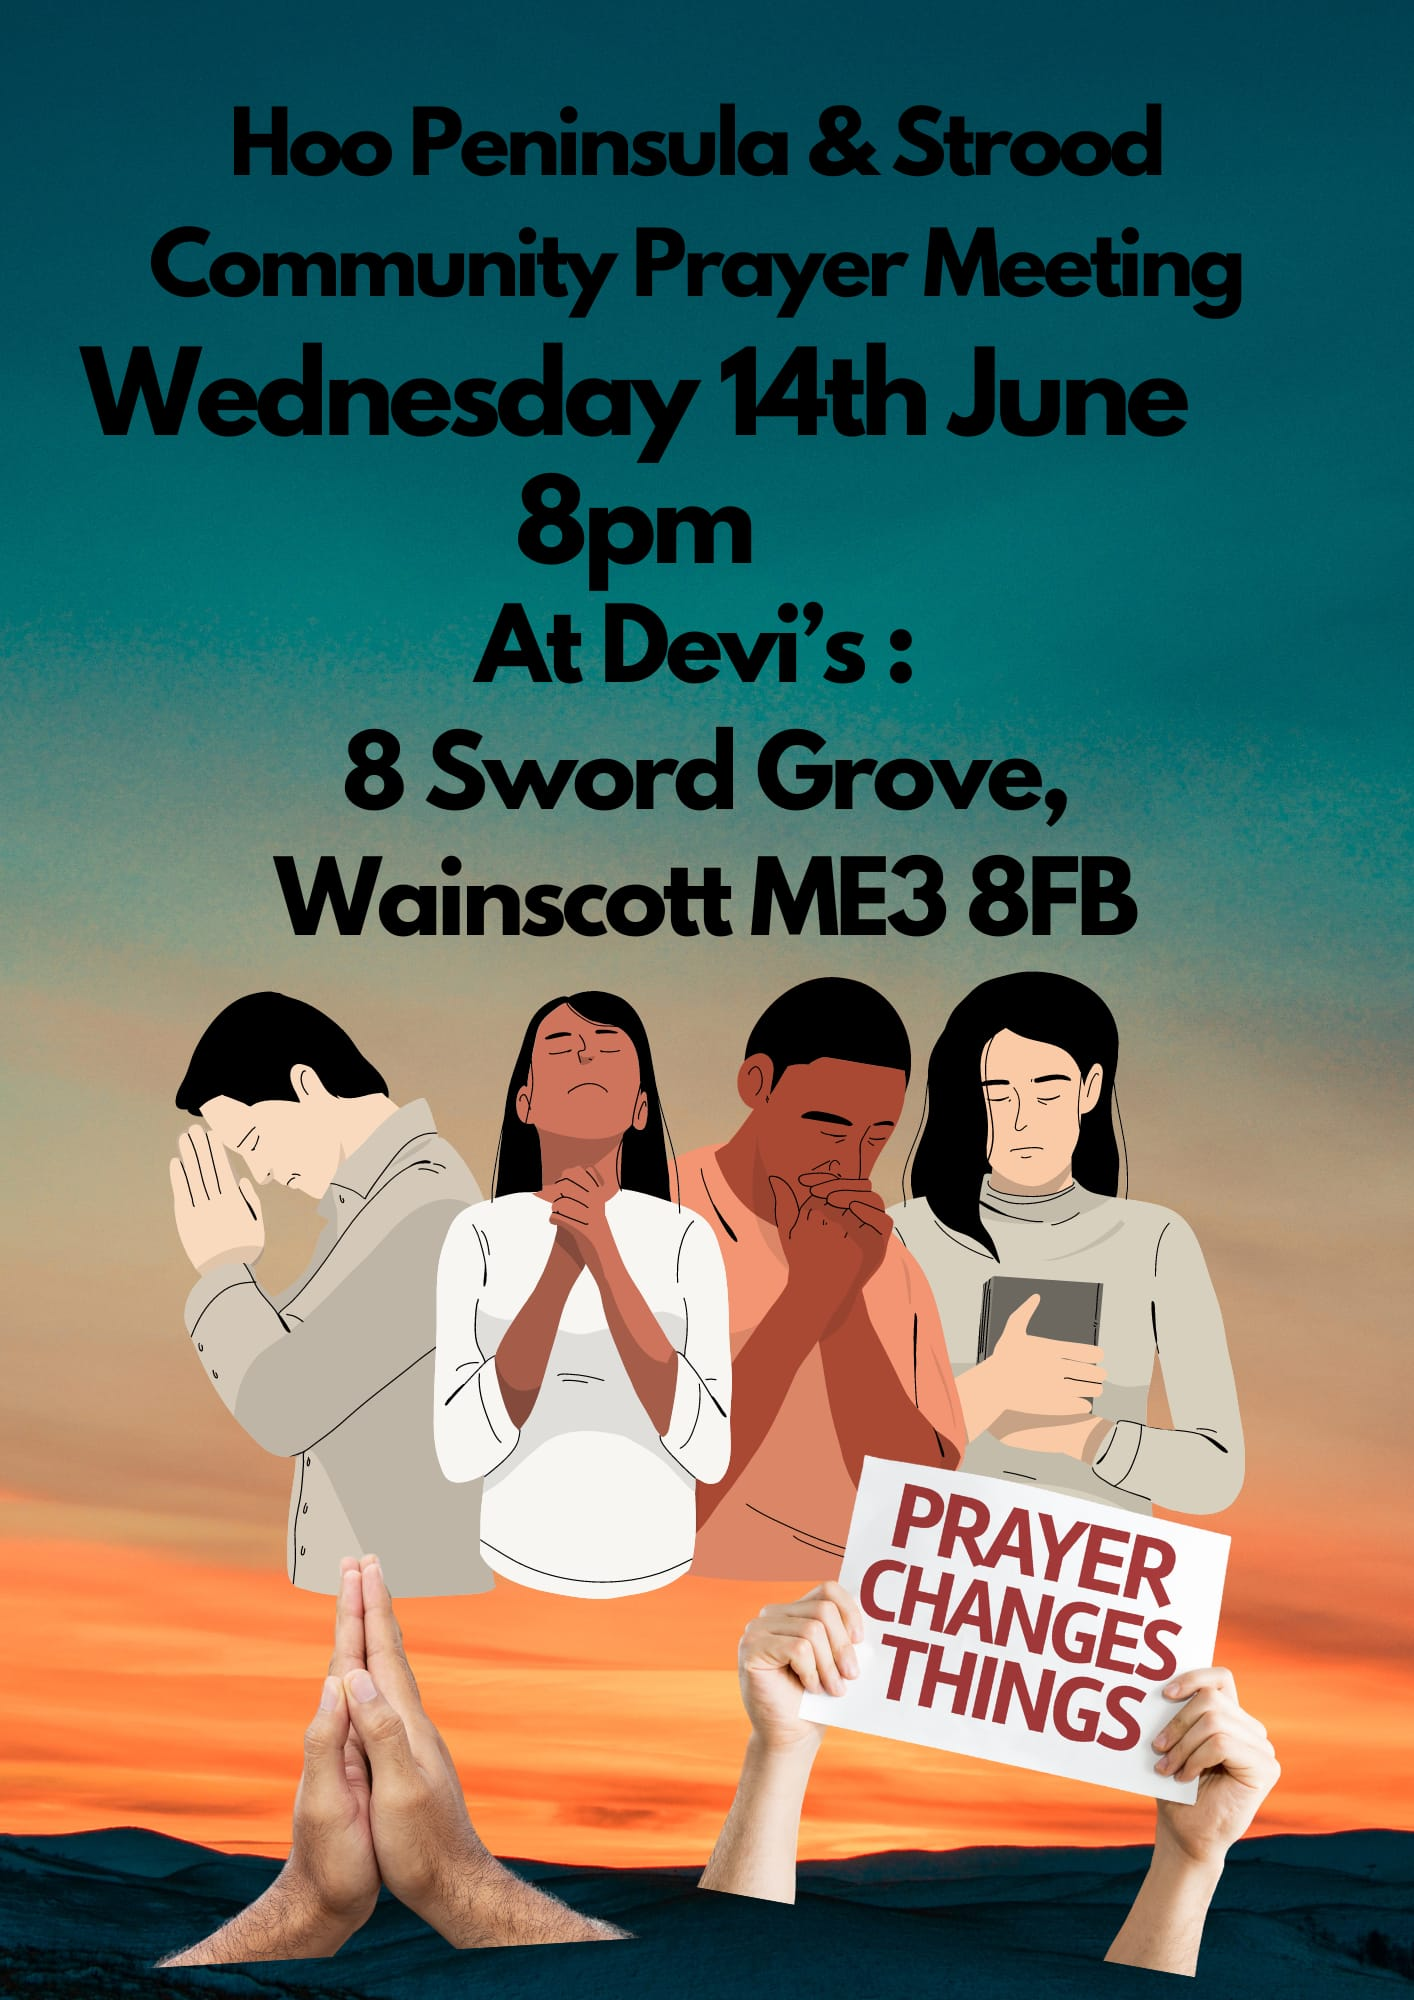 Hoo Peninsula & Strood
Community Prayer Meeting
Wednesday 14th June
8pm
At Devi’s :
8 Sword Grove,
Wainscott ME3 8FB
PRAYER
CHANGES
THINGS